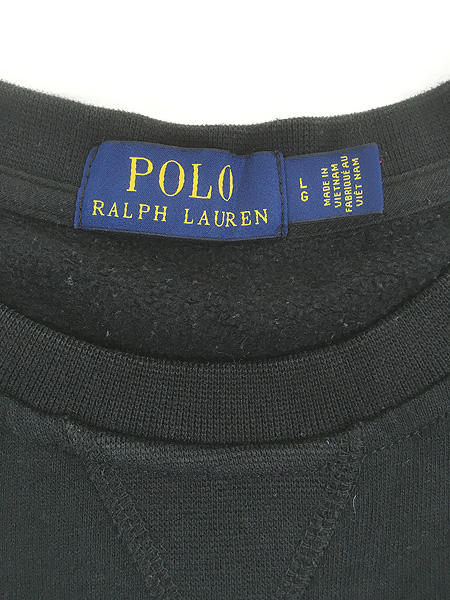 POLO
RALPH LAUREN
L
G
MADE IN
VIETNAM
FABRIQUÉ AU
VIÊT NAM